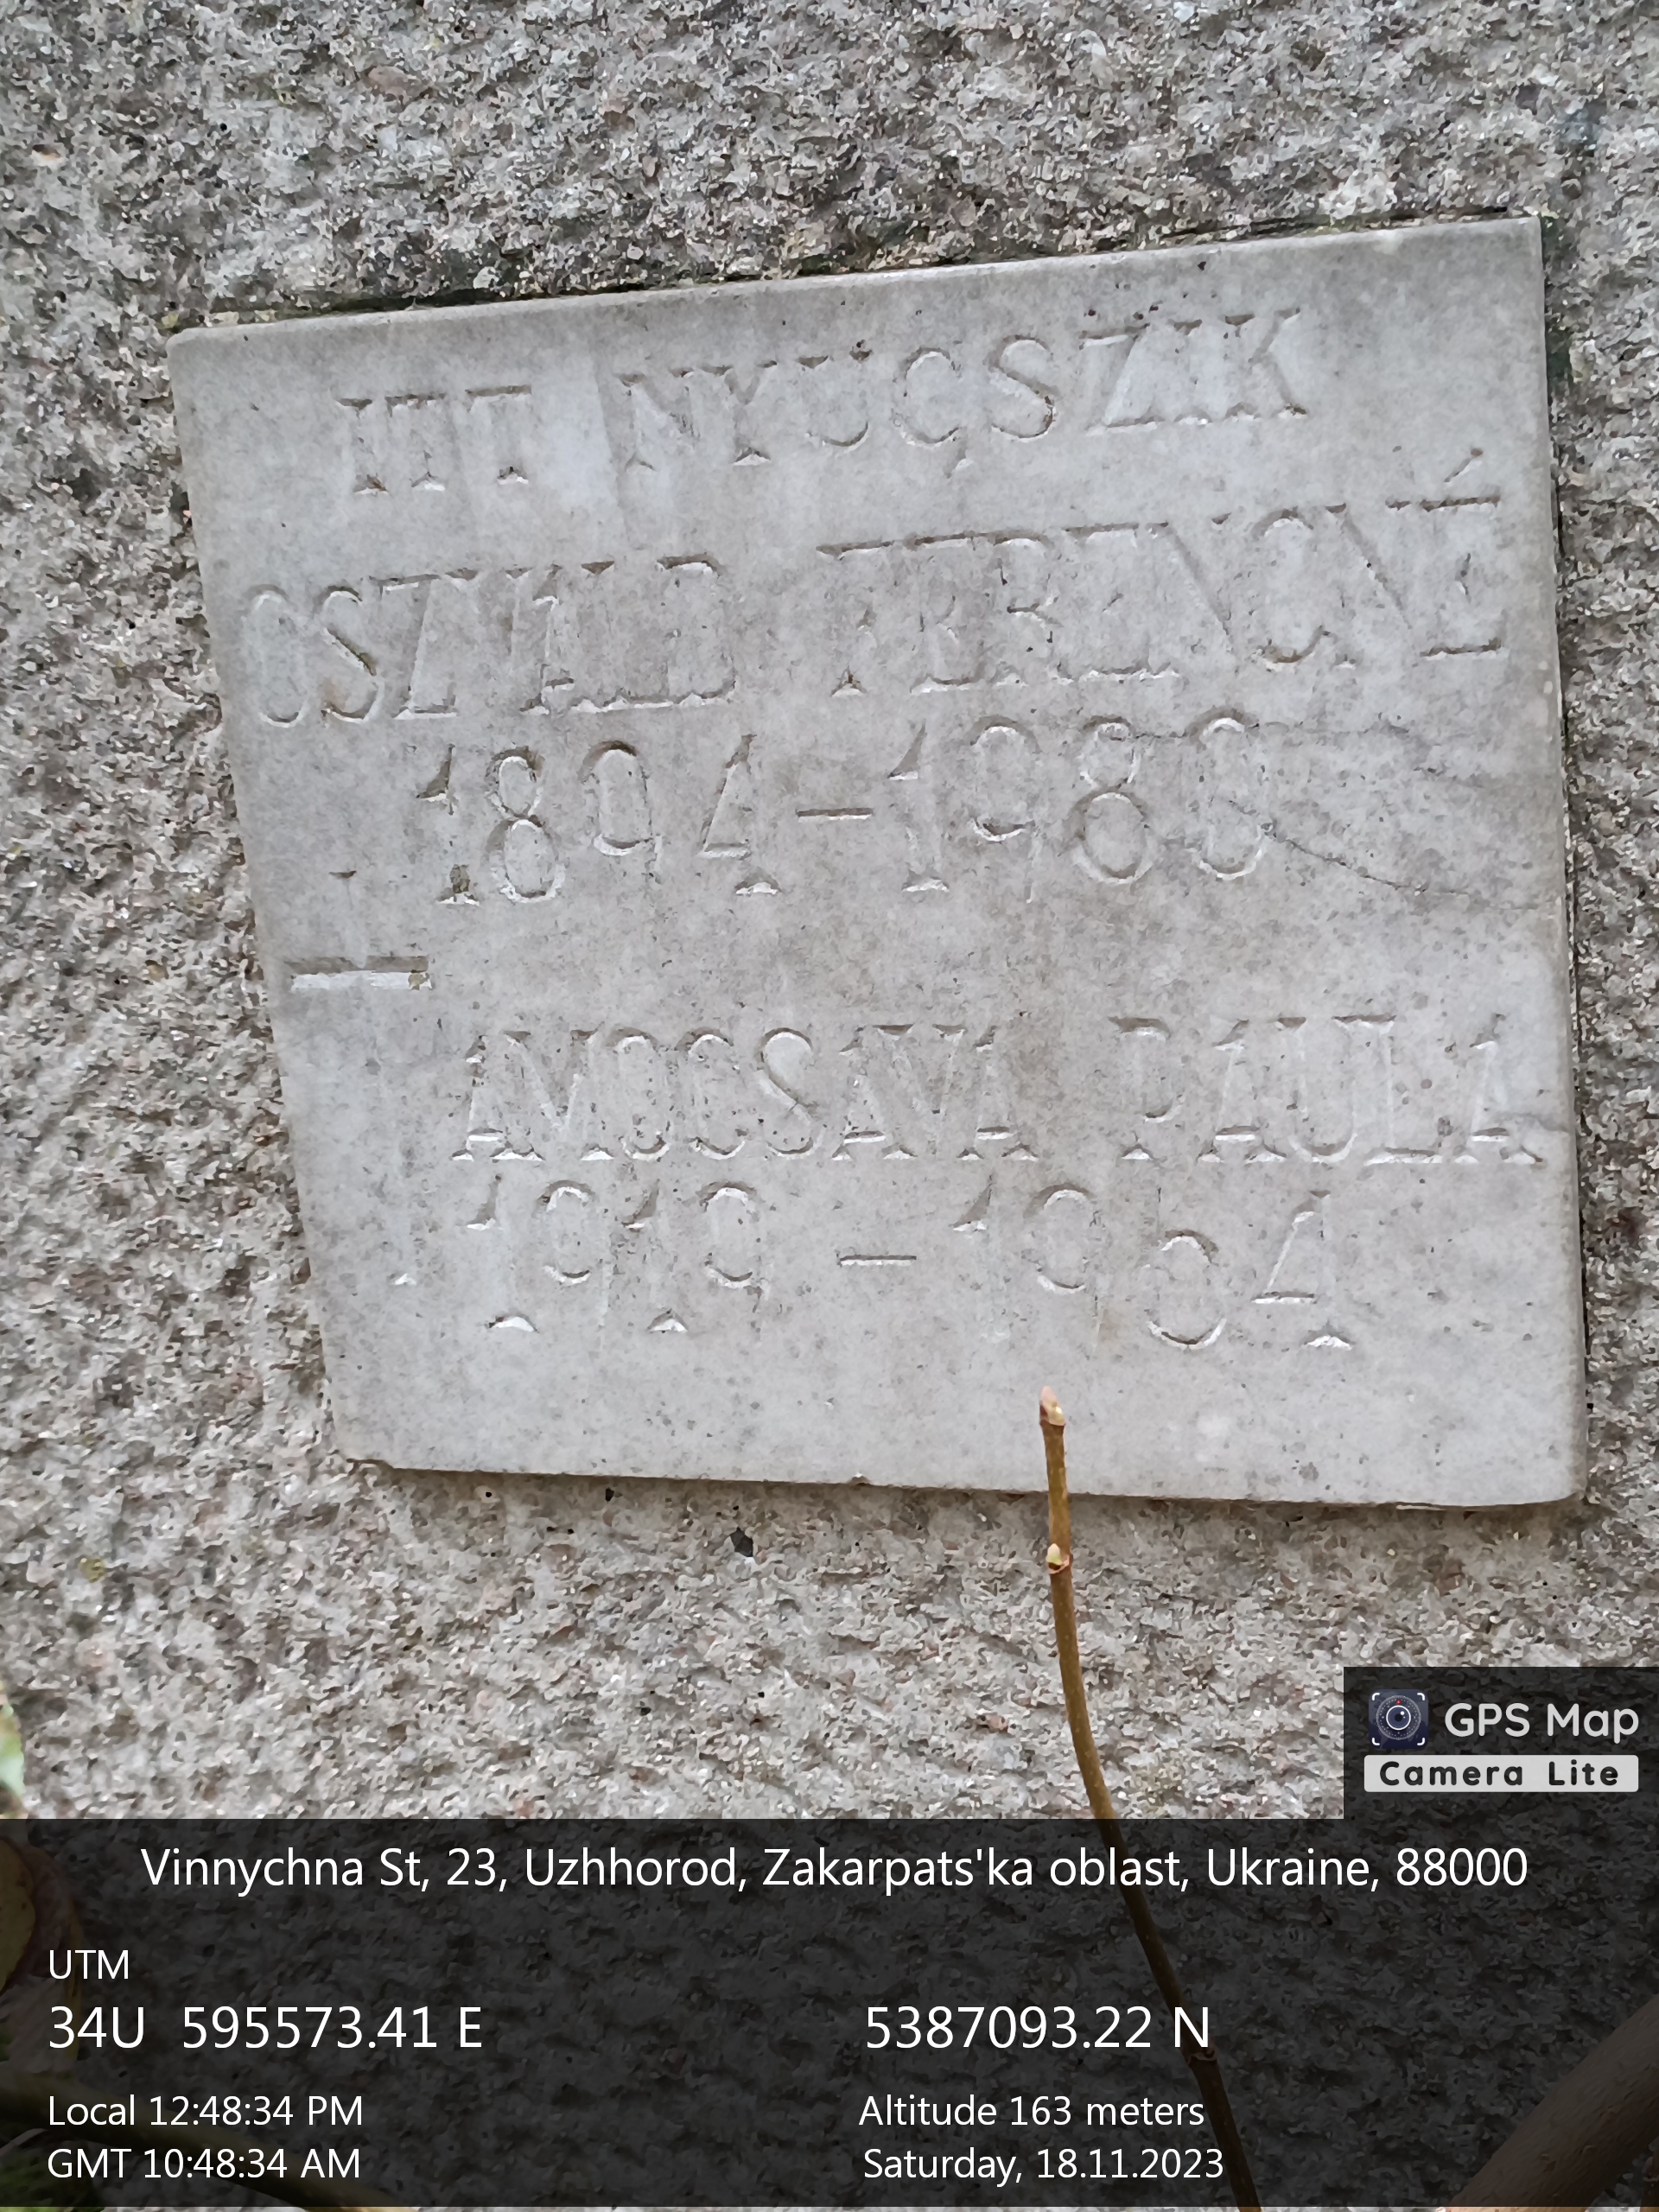 ITT NYUGSZIK
OSZVALD FERENCNÉ
1894-1980
PAULA
1919-1964
GPS Map
Camera Lite
Vinnychna St, 23, Uzhhorod, Zakarpats'ka oblast, Ukraine, 88000
UTM
34U 595573.41 E
5387093.22 N
Local 12:48:34 PM
Altitude 163 meters
GMT 10:48:34 AM
Saturday, 18.11.2023